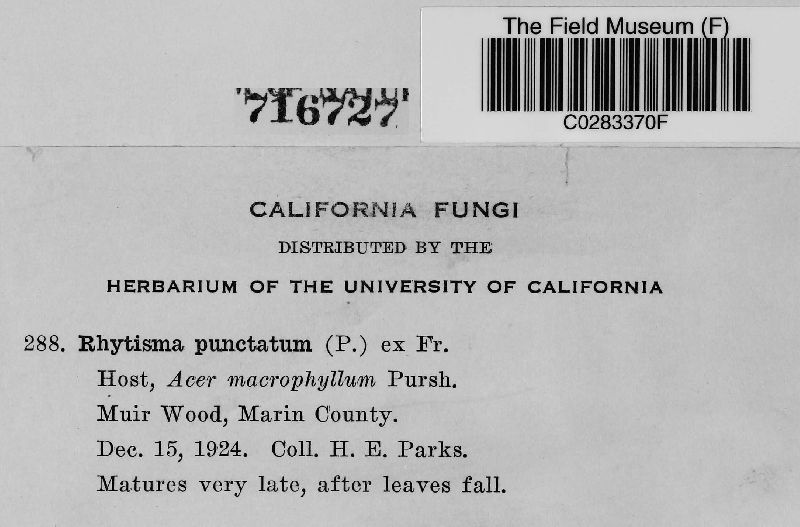 The Field Museum (F)
716727
C0283370F
CALIFORNIA FUNGI
DISTRIBUTED BY THE
HERBARIUM OF THE UNIVERSITY OF CALIFORNIA
288. Rhytisma punctatum (P.) ex Fr.
Host, Acer macrophyllum Pursh.
Muir Wood, Marin County.
Dec. 15, 1924. Coll. H. E. Parks.
Matures very late, after leaves fall.